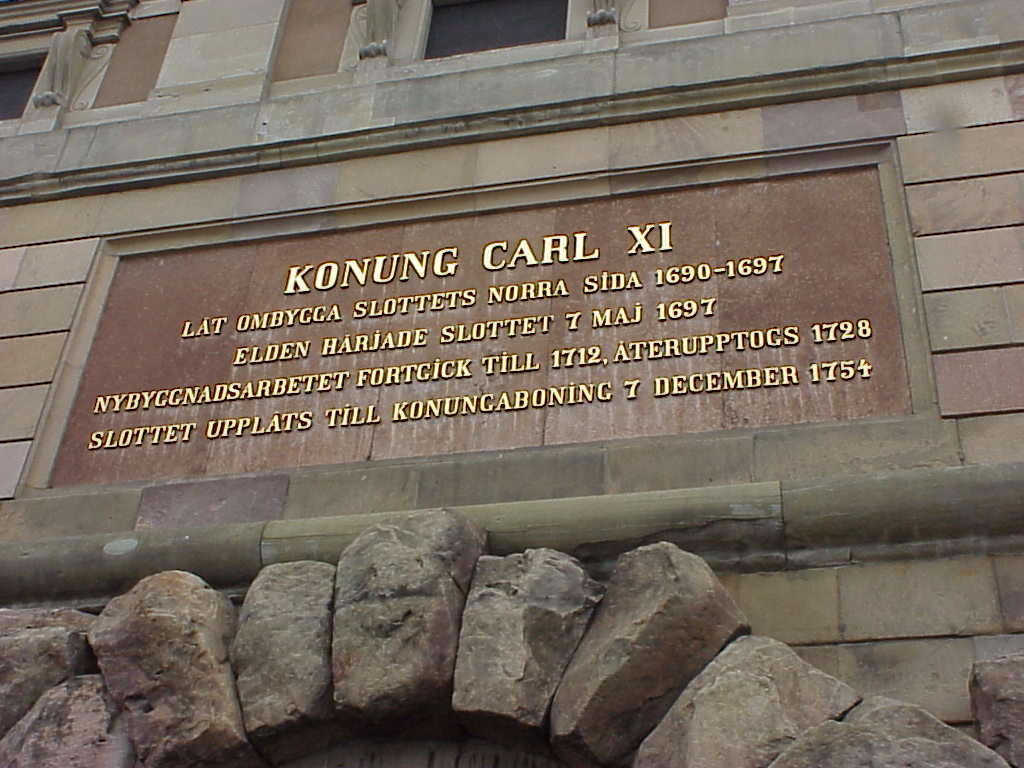 KONUNG CARL XI
LÄT OMBYGGA SLOTTETS NORRA SIDA 1690-1697
ELDEN HÄRJADE SLOTTET 7 MAJ 1697
NYBYGGNADSARBETET FORTGICK TILL 1712, ÅTERUPPTOGS 1728
SLOTTET UPPLÄTS TILL KONUNGABONING 7 DECEMBER 1754